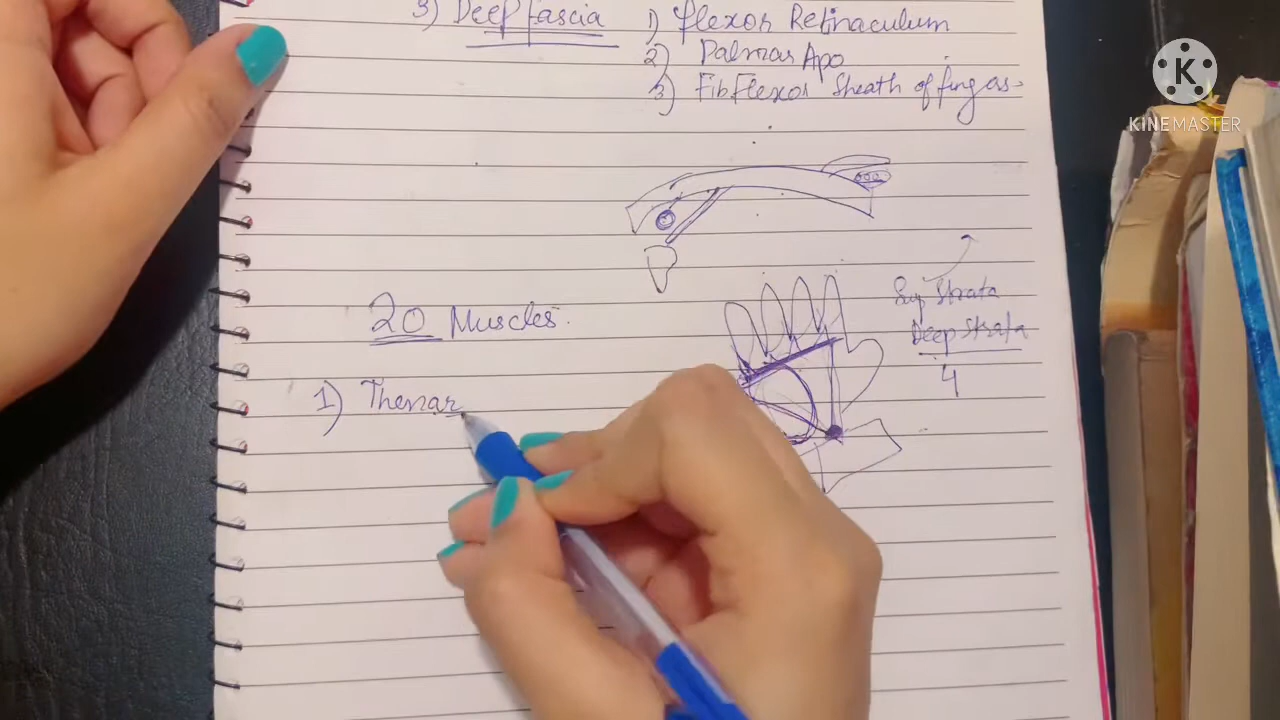 3) Deep fascia 1) flexor Retinaculum
2) Palmar Apo
3) Fib Flexor Sheath of fingers
K
KINEMASTER
20 Muscles.
Sup Strata
Deep Strata
4
1) Thenar